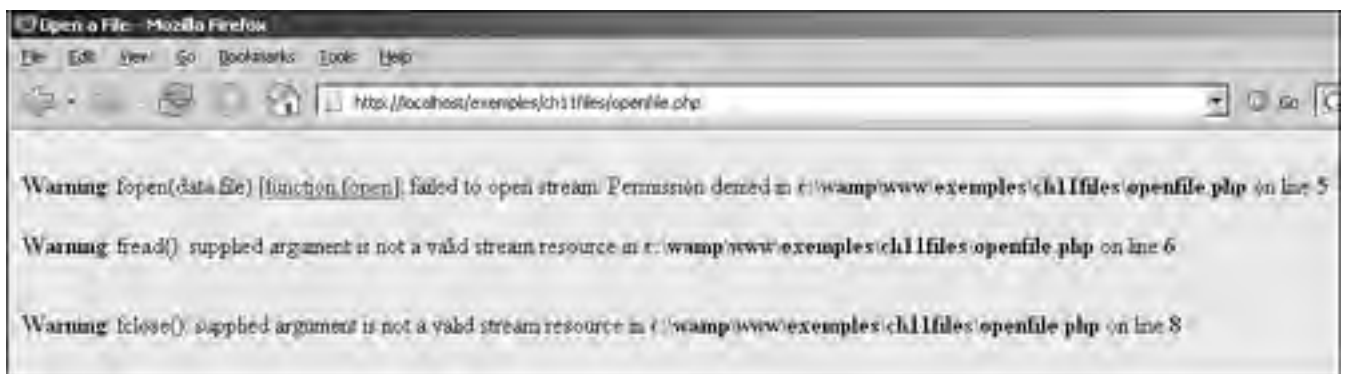 Open a File - Mozilla Firefox
File Edit View Go Bookmarks Tools Help
http://localhost/exemples/ch11files/openfile.php Go
Warning: fopen(data.file) [function.fopen]: failed to open stream: Permission denied in c:\wamp\www\exemples\ch11files\openfile.php on line 5
Warning: fread(): supplied argument is not a valid stream resource in c:\wamp\www\exemples\ch11files\openfile.php on line 6
Warning: fclose(): supplied argument is not a valid stream resource in c:\wamp\www\exemples\ch11files\openfile.php on line 8